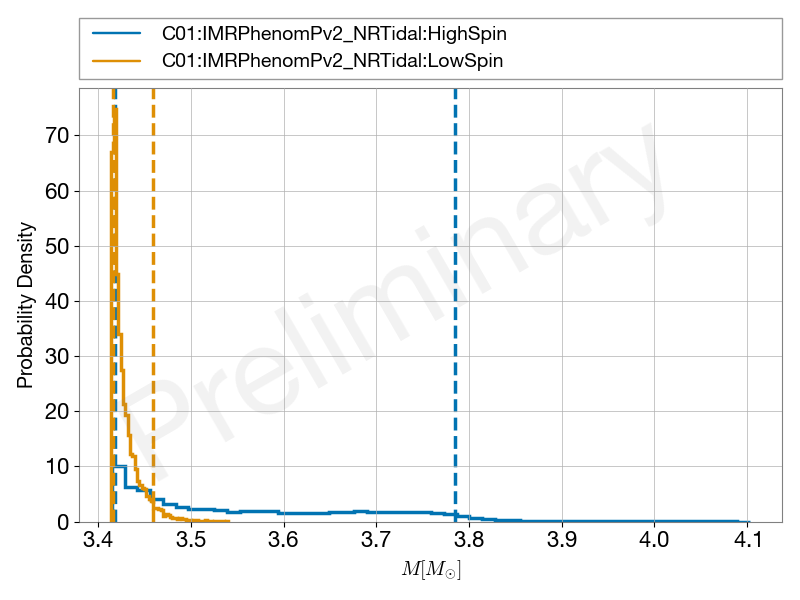 C01:IMRPhenomPv2_NRTidal:HighSpin
C01:IMRPhenomPv2_NRTidal:LowSpin
Preliminary
Probability Density
70
60
50
40
30
20
10
0
3.4 3.5 3.6 3.7 3.8 3.9 4.0 4.1
M[M⊙]